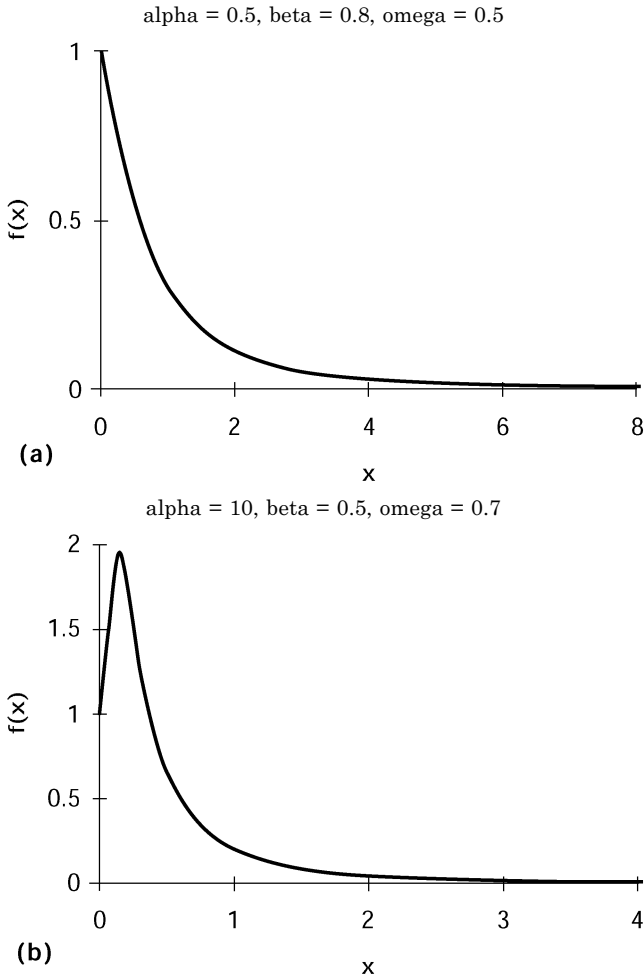 alpha = 0.5, beta = 0.8, omega = 0.5
1
f(x)
0.5
0
0 2 4 6 8
(a)
x
alpha = 10, beta = 0.5, omega = 0.7
2
1.5
f(x)
1
0.5
0
0 1 2 3 4
(b)
x